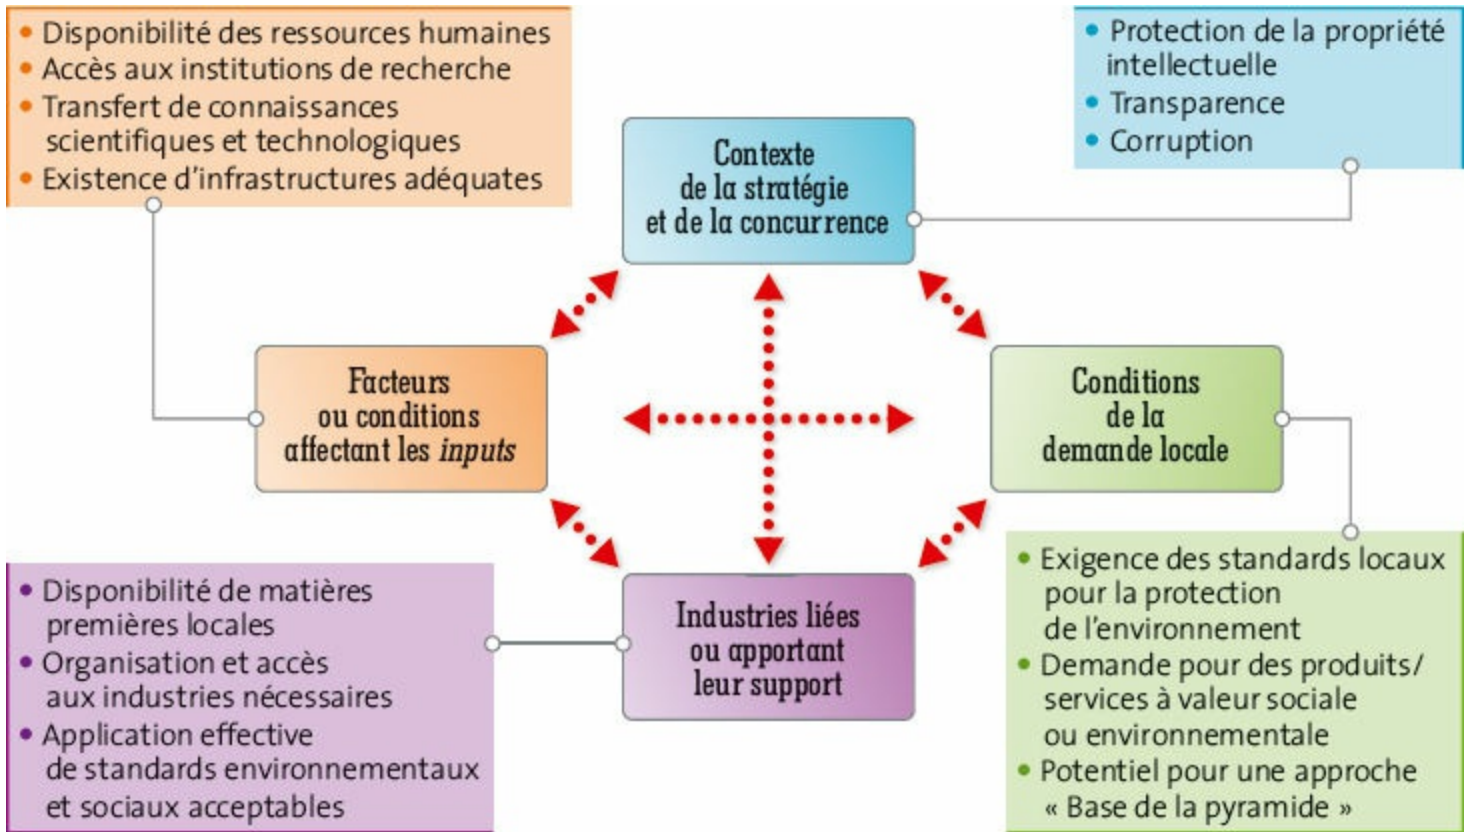 • Disponibilité des ressources humaines
• Accès aux institutions de recherche
• Transfert de connaissances
scientifiques et technologiques
• Existence d'infrastructures adéquates
• Protection de la propriété
intellectuelle
• Transparence
• Corruption
Contexte
de la stratégie
et de la concurrence
Facteurs
ou conditions
affectant les inputs
Conditions
de la
demande locale
• Disponibilité de matières
premières locales
• Organisation et accès
aux industries nécessaires
• Application effective
de standards environnementaux
et sociaux acceptables
Industries liées
ou apportant
leur support
• Exigence des standards locaux
pour la protection
de l'environnement
• Demande pour des produits/
services à valeur sociale
ou environnementale
• Potentiel pour une approche
« Base de la pyramide »